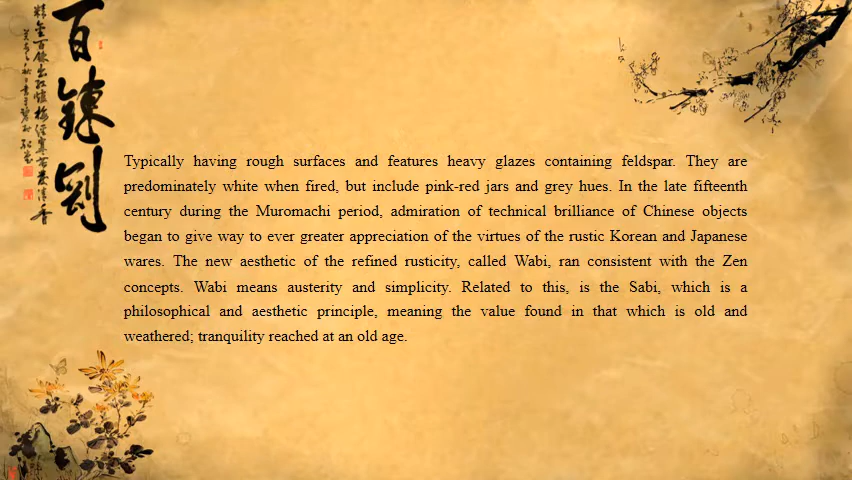 百鍊剛
Typically having rough surfaces and features heavy glazes containing feldspar. They are
predominately white when fired, but include pink-red jars and grey hues. In the late fifteenth
century during the Muromachi period, admiration of technical brilliance of Chinese objects
began to give way to ever greater appreciation of the virtues of the rustic Korean and Japanese
wares. The new aesthetic of the refined rusticity, called Wabi, ran consistent with the Zen
concepts. Wabi means austerity and simplicity. Related to this, is the Sabi, which is a
philosophical and aesthetic principle, meaning the value found in that which is old and
weathered; tranquility reached at an old age.